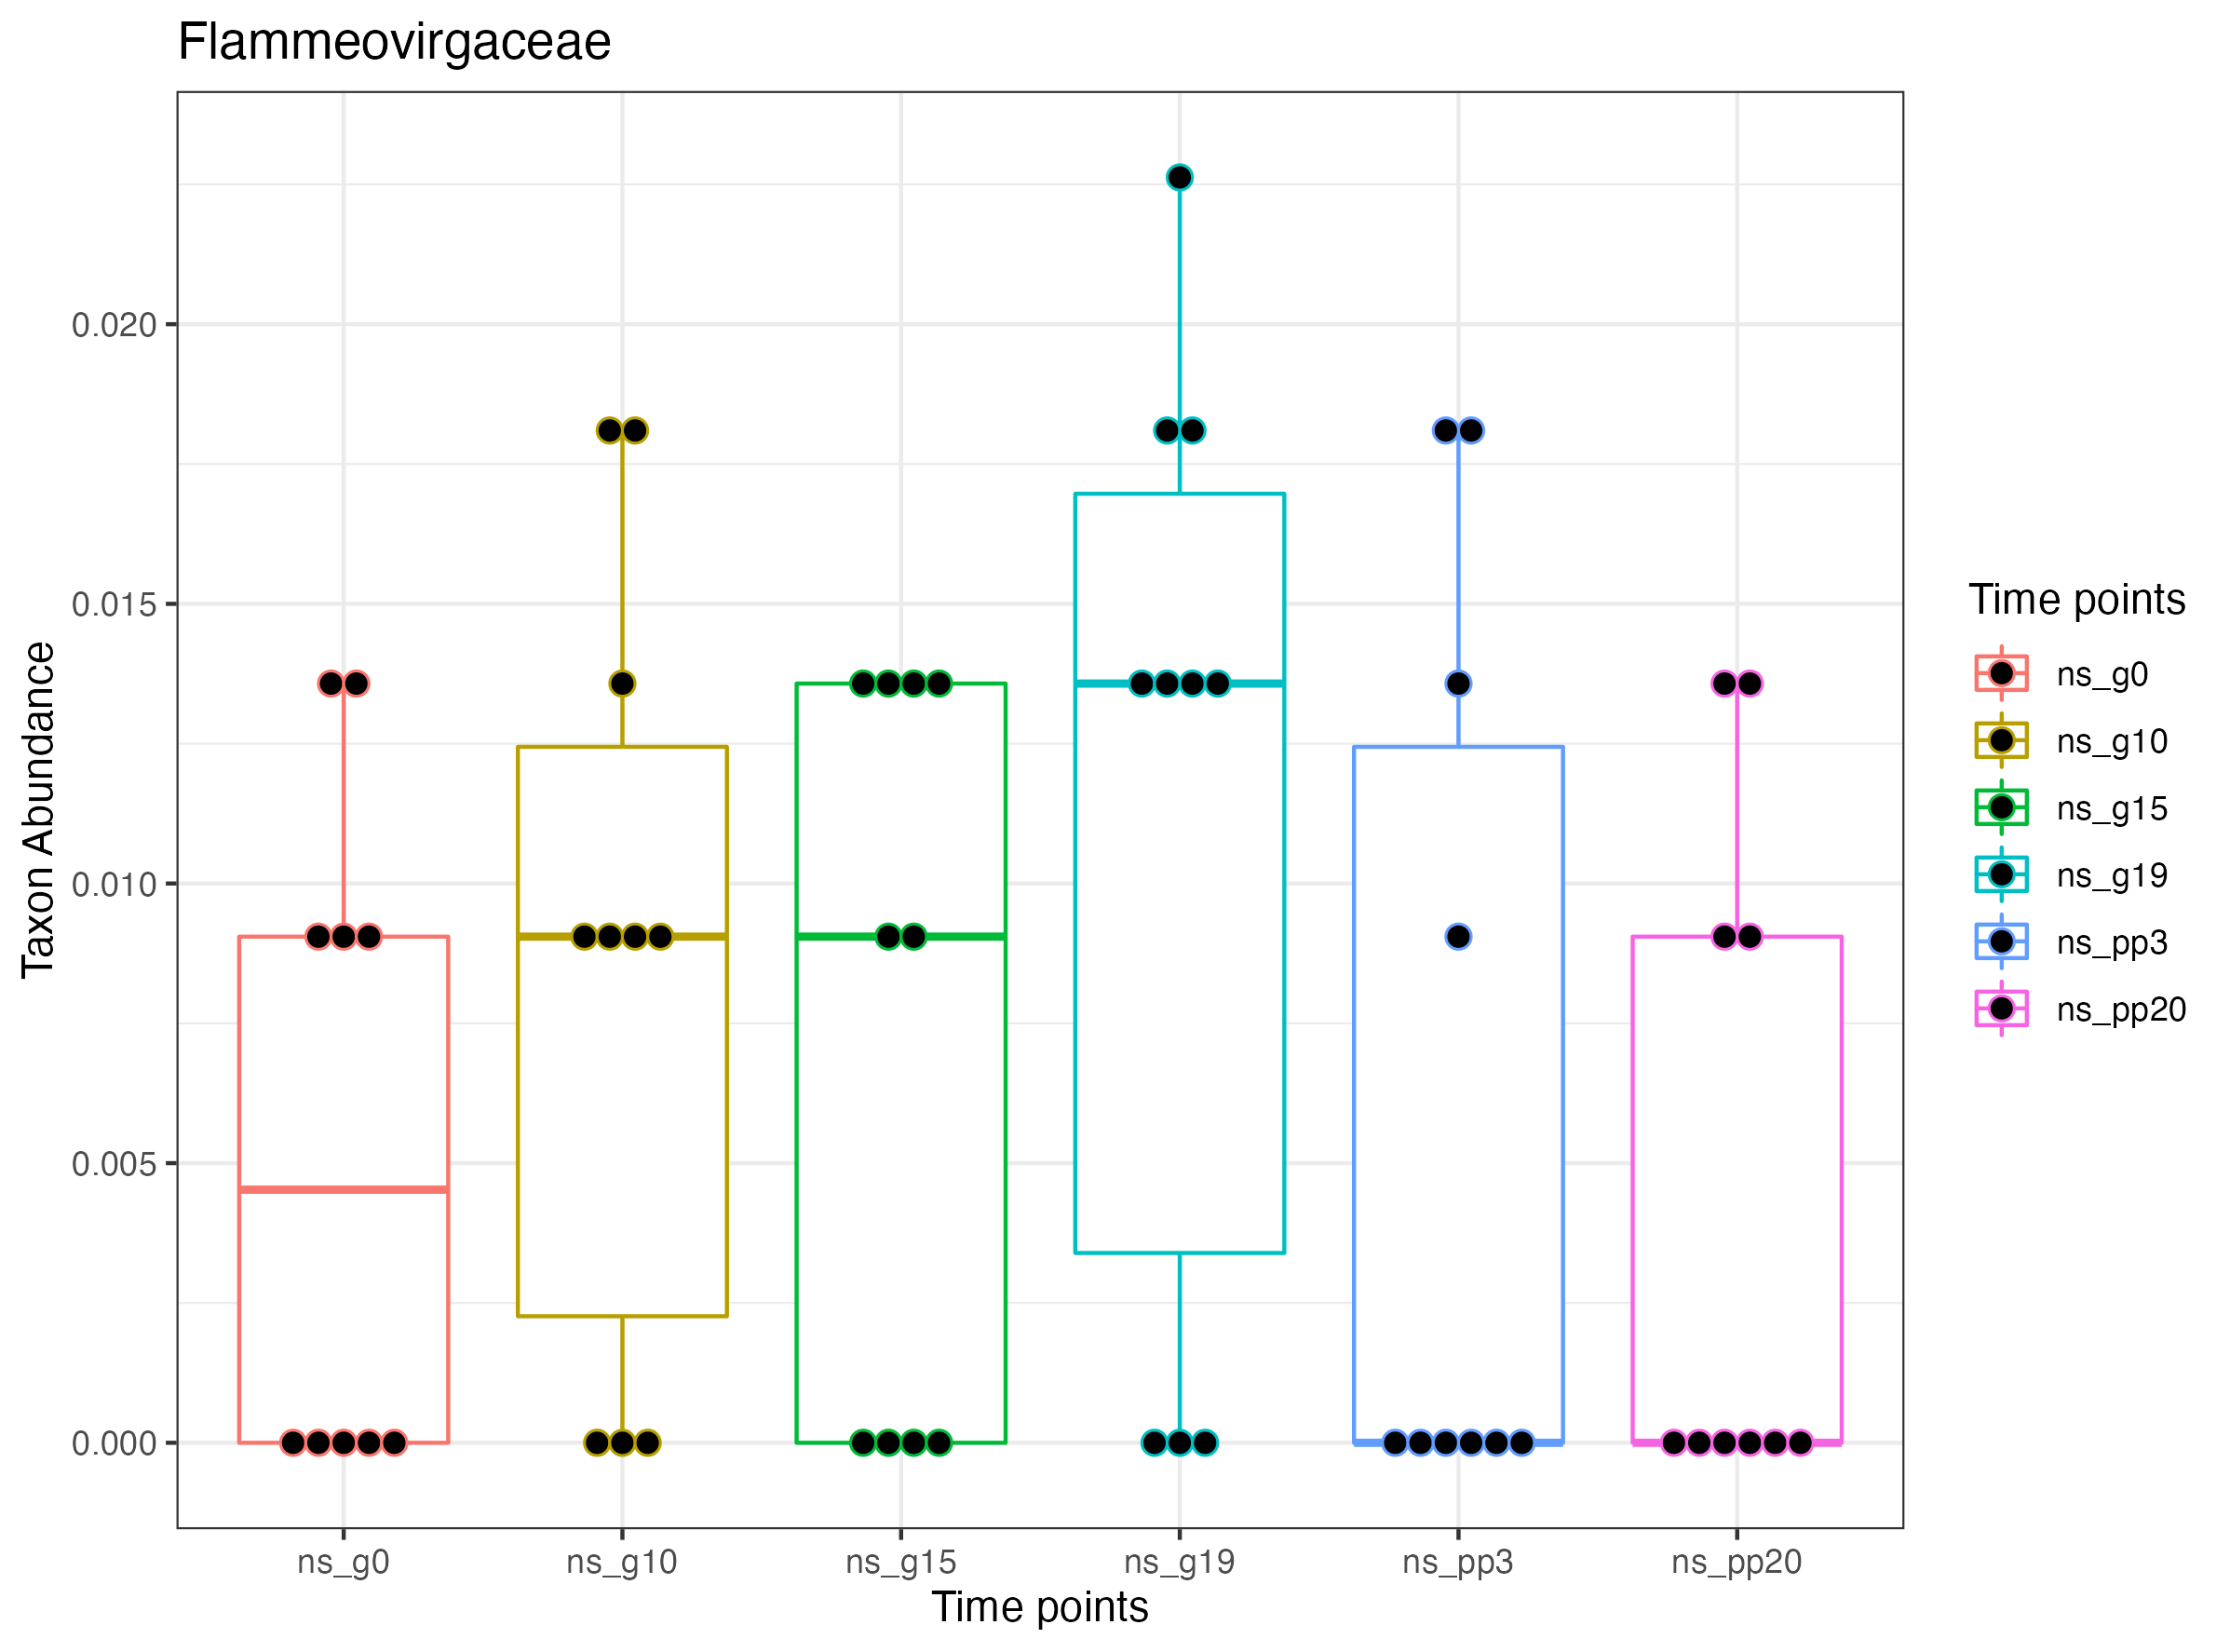 Flammeovirgaceae
Taxon Abundance
0.020
0.015
0.010
0.005
0.000
ns_g0
ns_g10
ns_g15
ns_g19
ns_pp3
ns_pp20
Time points
Time points
ns_g0
ns_g10
ns_g15
ns_g19
ns_pp3
ns_pp20